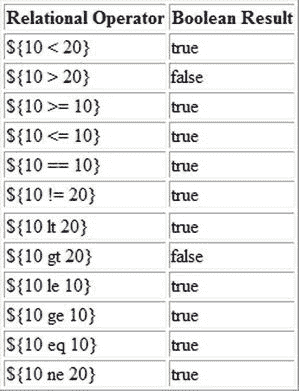 Relational Operator Boolean Result
${10 < 20} true
${10 > 20} false
${10 >= 10} true
${10 <= 10} true
${10 == 10} true
${10 != 20} true
${10 lt 20} true
${10 gt 20} false
${10 le 10} true
${10 ge 10} true
${10 eq 10} true
${10 ne 20} true